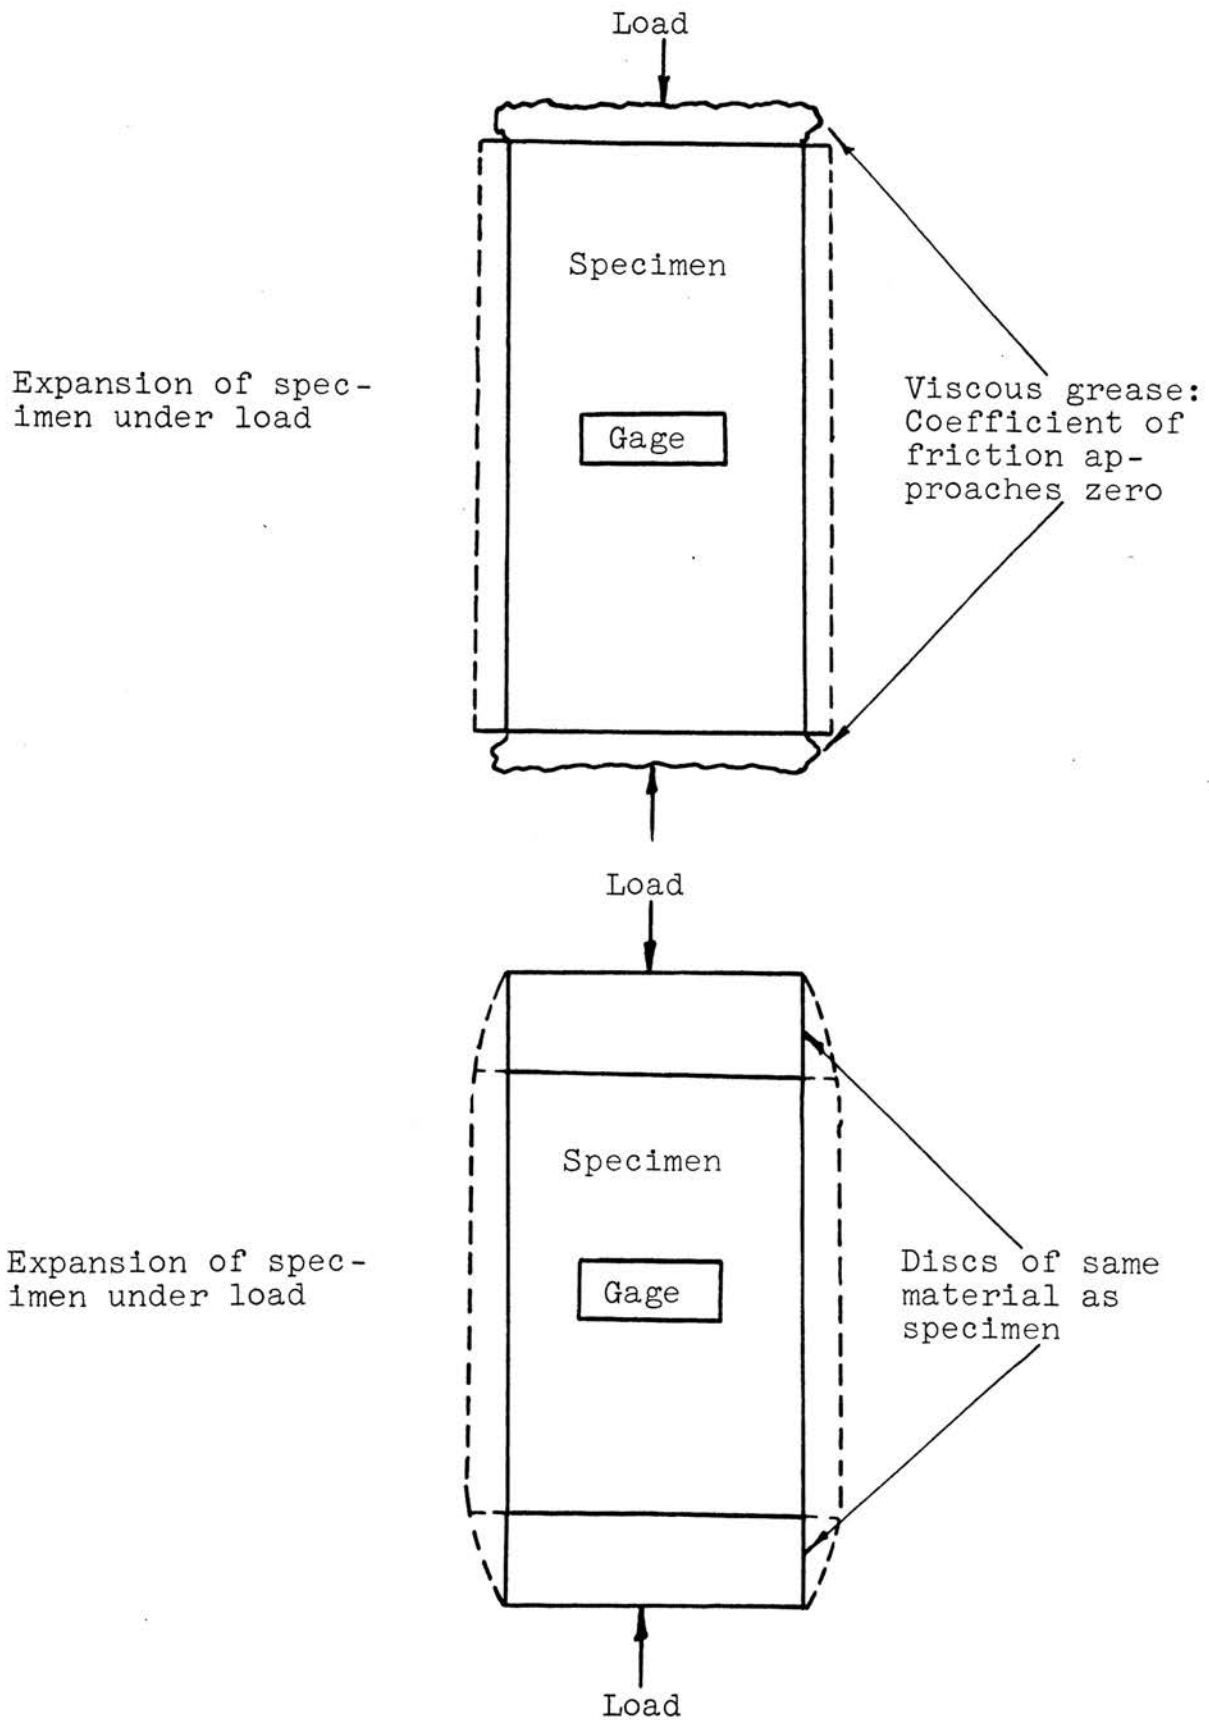 Load
Specimen
Expansion of spec-
imen under load
Gage
Viscous grease:
Coefficient of
friction ap-
proaches zero
Load
Specimen
Expansion of spec-
imen under load
Gage
Discs of same
material as
specimen
Load